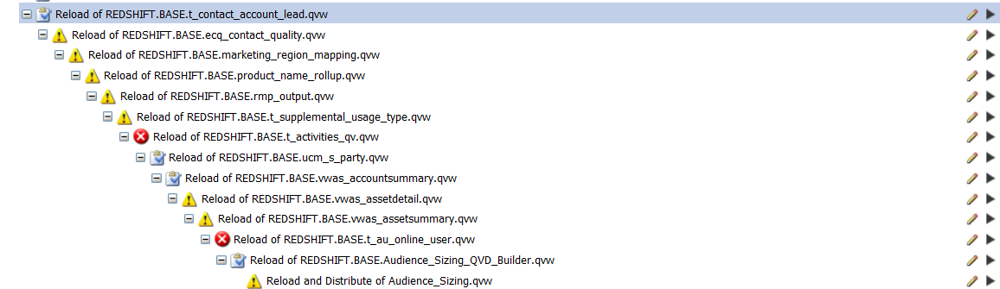 Reload of REDSHIFT.BASE.t_contact_account_lead.qvw
Reload of REDSHIFT.BASE.ecq_contact_quality.qvw
Reload of REDSHIFT.BASE.marketing_region_mapping.qvw
Reload of REDSHIFT.BASE.product_name_rollup.qvw
Reload of REDSHIFT.BASE.rmp_output.qvw
Reload of REDSHIFT.BASE.t_supplemental_usage_type.qvw
Reload of REDSHIFT.BASE.t_activities_qv.qvw
Reload of REDSHIFT.BASE.ucm_s_party.qvw
Reload of REDSHIFT.BASE.vwas_accountsummary.qvw
Reload of REDSHIFT.BASE.vwas_assetdetail.qvw
Reload of REDSHIFT.BASE.vwas_assetsummary.qvw
Reload of REDSHIFT.BASE.t_au_online_user.qvw
Reload of REDSHIFT.BASE.Audience_Sizing_QVD_Builder.qvw
Reload and Distribute of Audience_Sizing.qvw